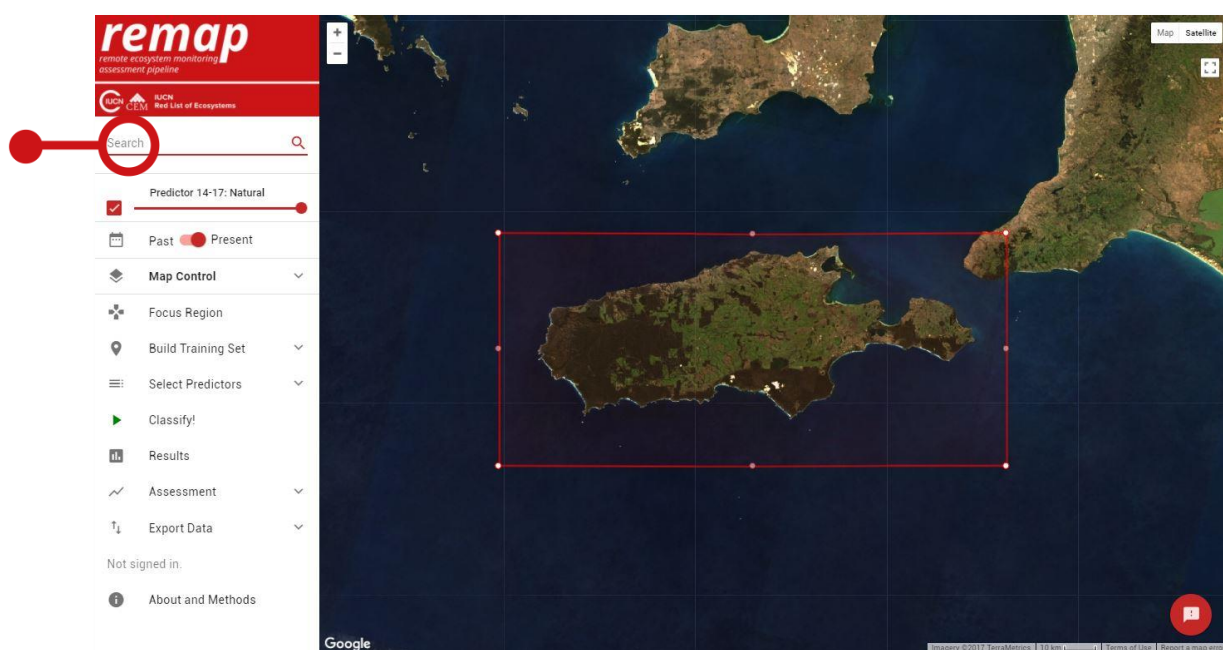 remap
remote ecosystem monitoring
assessment pipeline
IUCN
CEM
IUCN
Red List of Ecosystems
Search
Predictor 14-17: Natural
Past
Present
Map Control
Focus Region
Build Training Set
Select Predictors
Classify!
Results
Assessment
Export Data
Not signed in.
About and Methods
+
−
Map Satellite
Google
Imagery ©2017 TerraMetrics
10 km
Terms of Use
Report a map erro